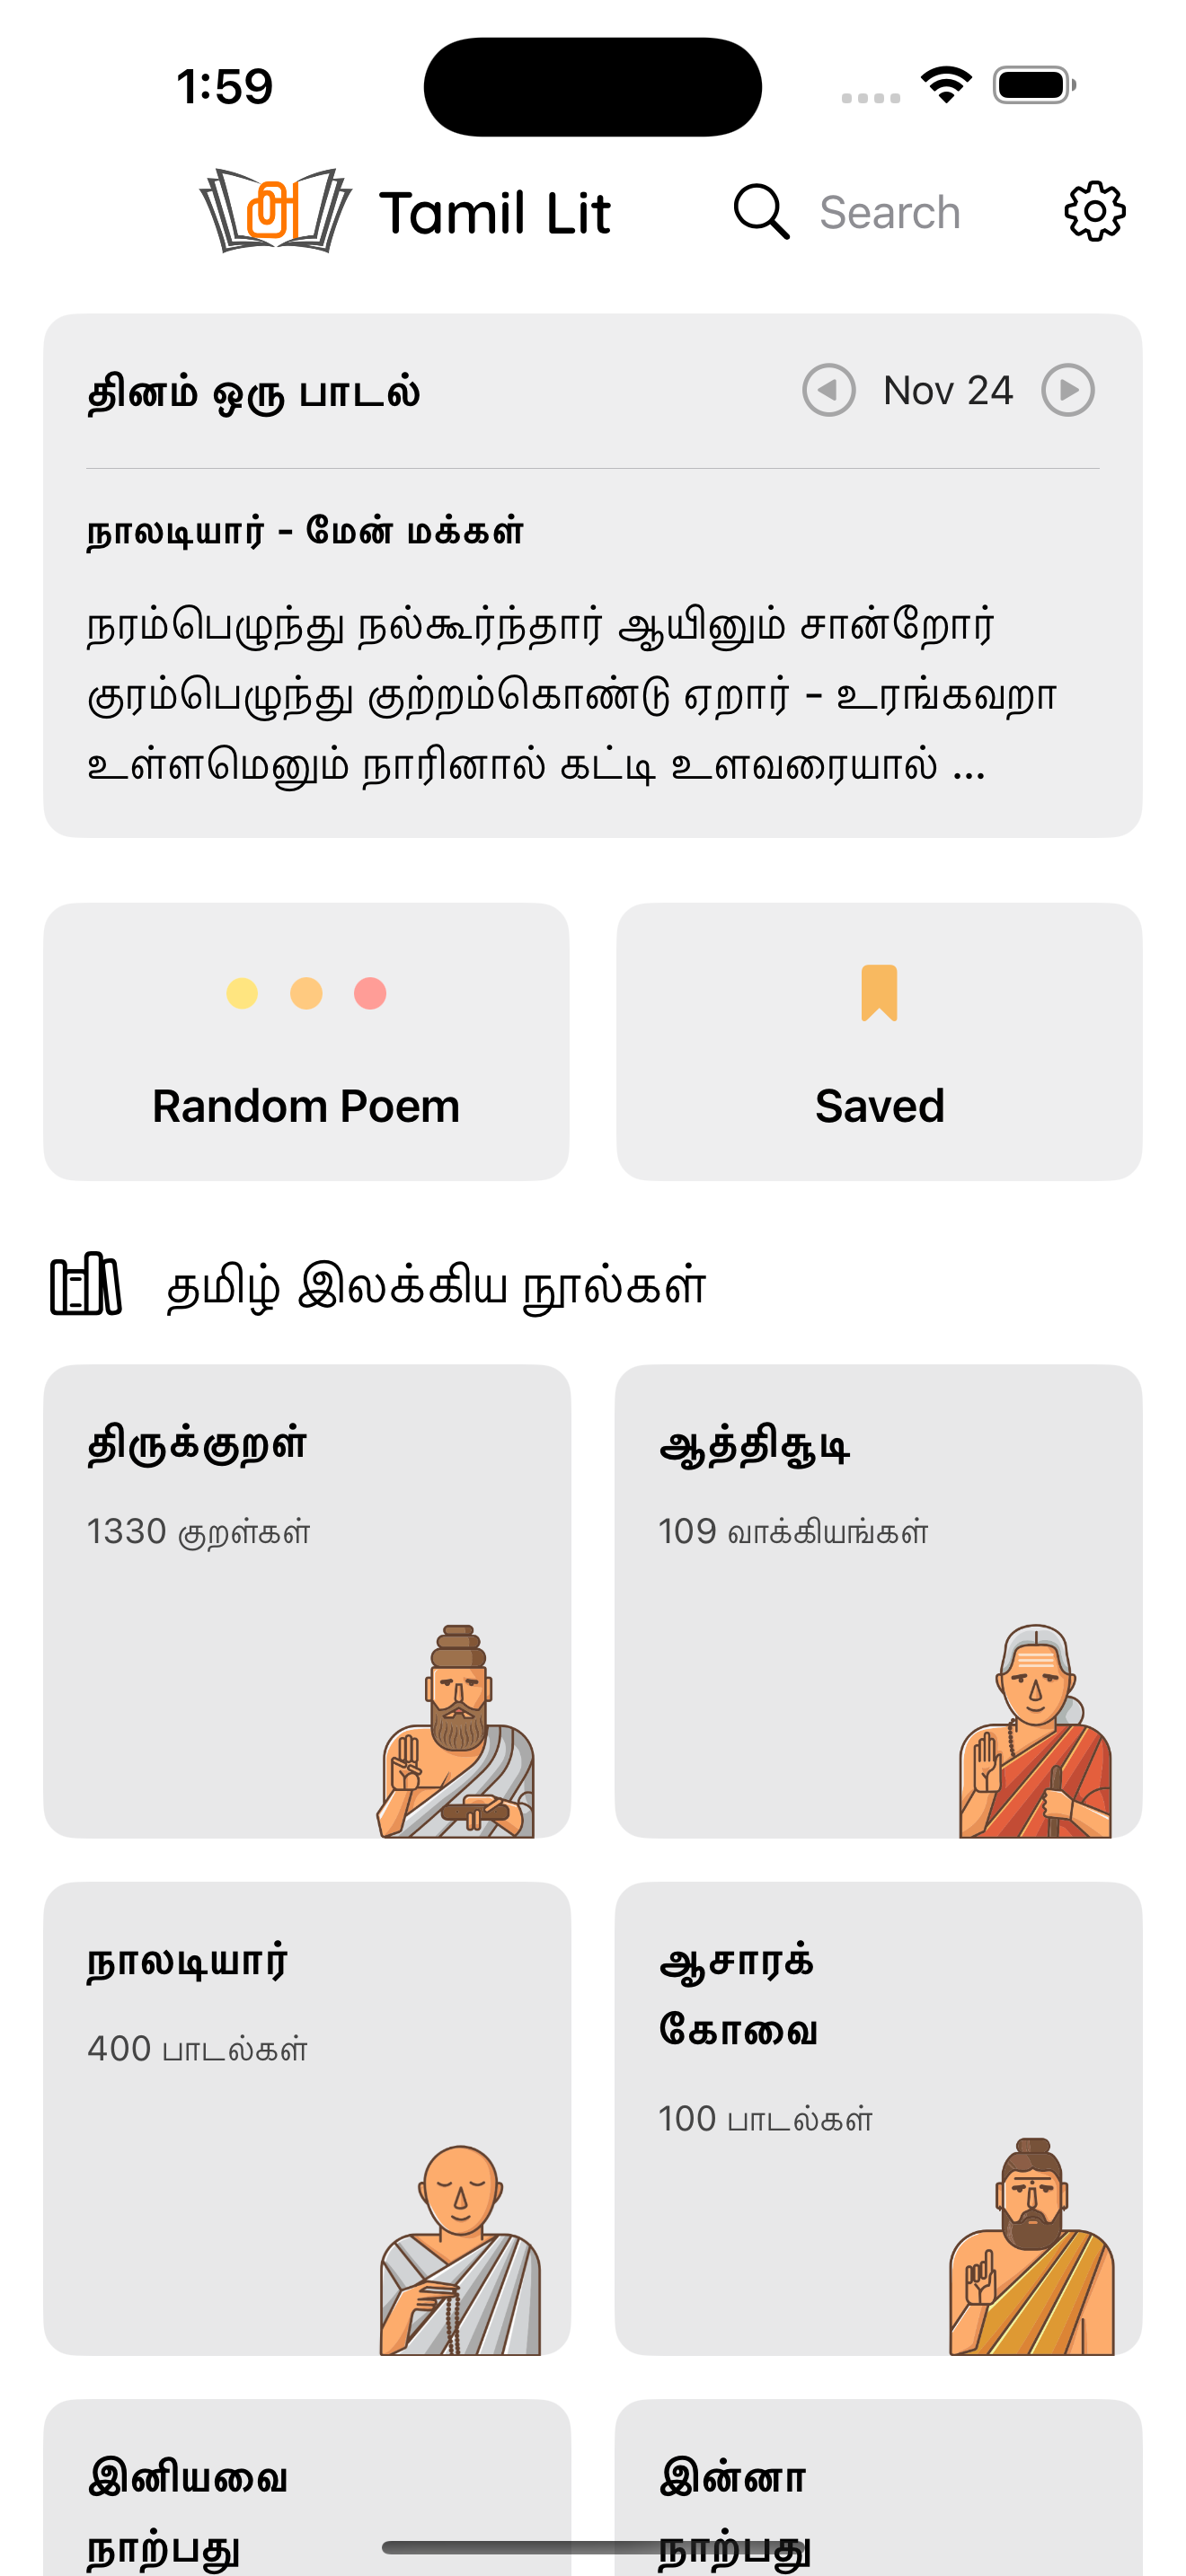 1:59
அ
Tamil Lit
Search
தினம் ஒரு பாடல்
Nov 24
நாலடியார் - மேன் மக்கள்
நரம்பெழுந்து நல்கூர்ந்தார் ஆயினும் சான்றோர்
குரம்பெழுந்து குற்றம்கொண்டு ஏறார் - உரங்கவறா
உள்ளமெனும் நாரினால் கட்டி உளவரையால் ...
Random Poem
Saved
தமிழ் இலக்கிய நூல்கள்
திருக்குறள்
1330 குறள்கள்
ஆத்திசூடி
109 வாக்கியங்கள்
நாலடியார்
400 பாடல்கள்
ஆசாரக்
கோவை
100 பாடல்கள்
இனியவை
நாற்பது
இன்னா
நாற்பது